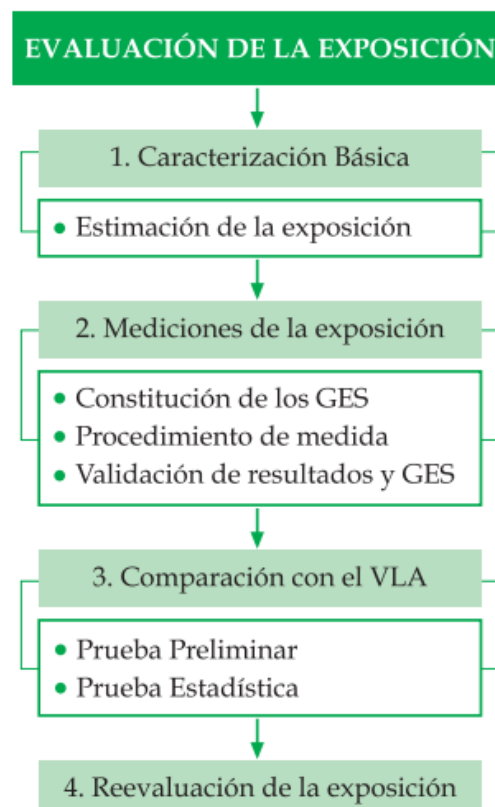 EVALUACIÓN DE LA EXPOSICIÓN
1. Caracterización Básica
• Estimación de la exposición
2. Mediciones de la exposición
• Constitución de los GES
• Procedimiento de medida
• Validación de resultados y GES
3. Comparación con el VLA
• Prueba Preliminar
• Prueba Estadística
4. Reevaluación de la exposición